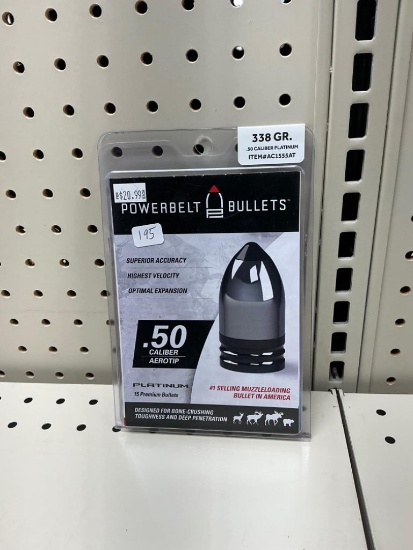 338 GR.
.50 CALIBER PLATINUM
ITEM#AC1555AT
$20.99
POWERBELT BULLETS
195
SUPERIOR ACCURACY
HIGHEST VELOCITY
OPTIMAL EXPANSION
.50
CALIBER
AEROTIP
PLATINUM
15 Premium Bullets
#1 SELLING MUZZLELOADING
BULLET IN AMERICA
DESIGNED FOR BONE-CRUSHING
TOUGHNESS AND DEEP PENETRATION